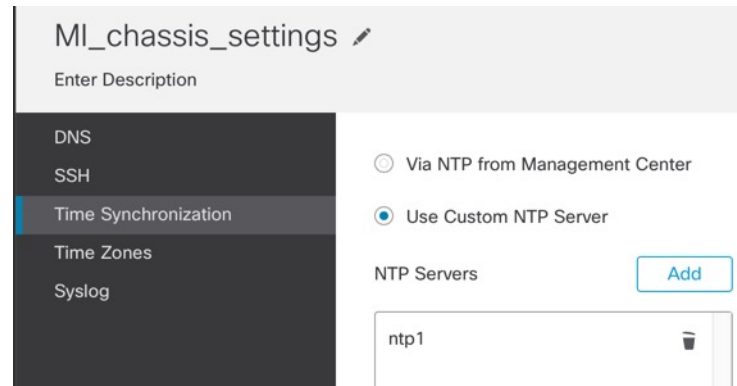 MI_chassis_settings
Enter Description
DNS
SSH
Time Synchronization
Time Zones
Syslog
Via NTP from Management Center
Use Custom NTP Server
NTP Servers
Add
ntp1